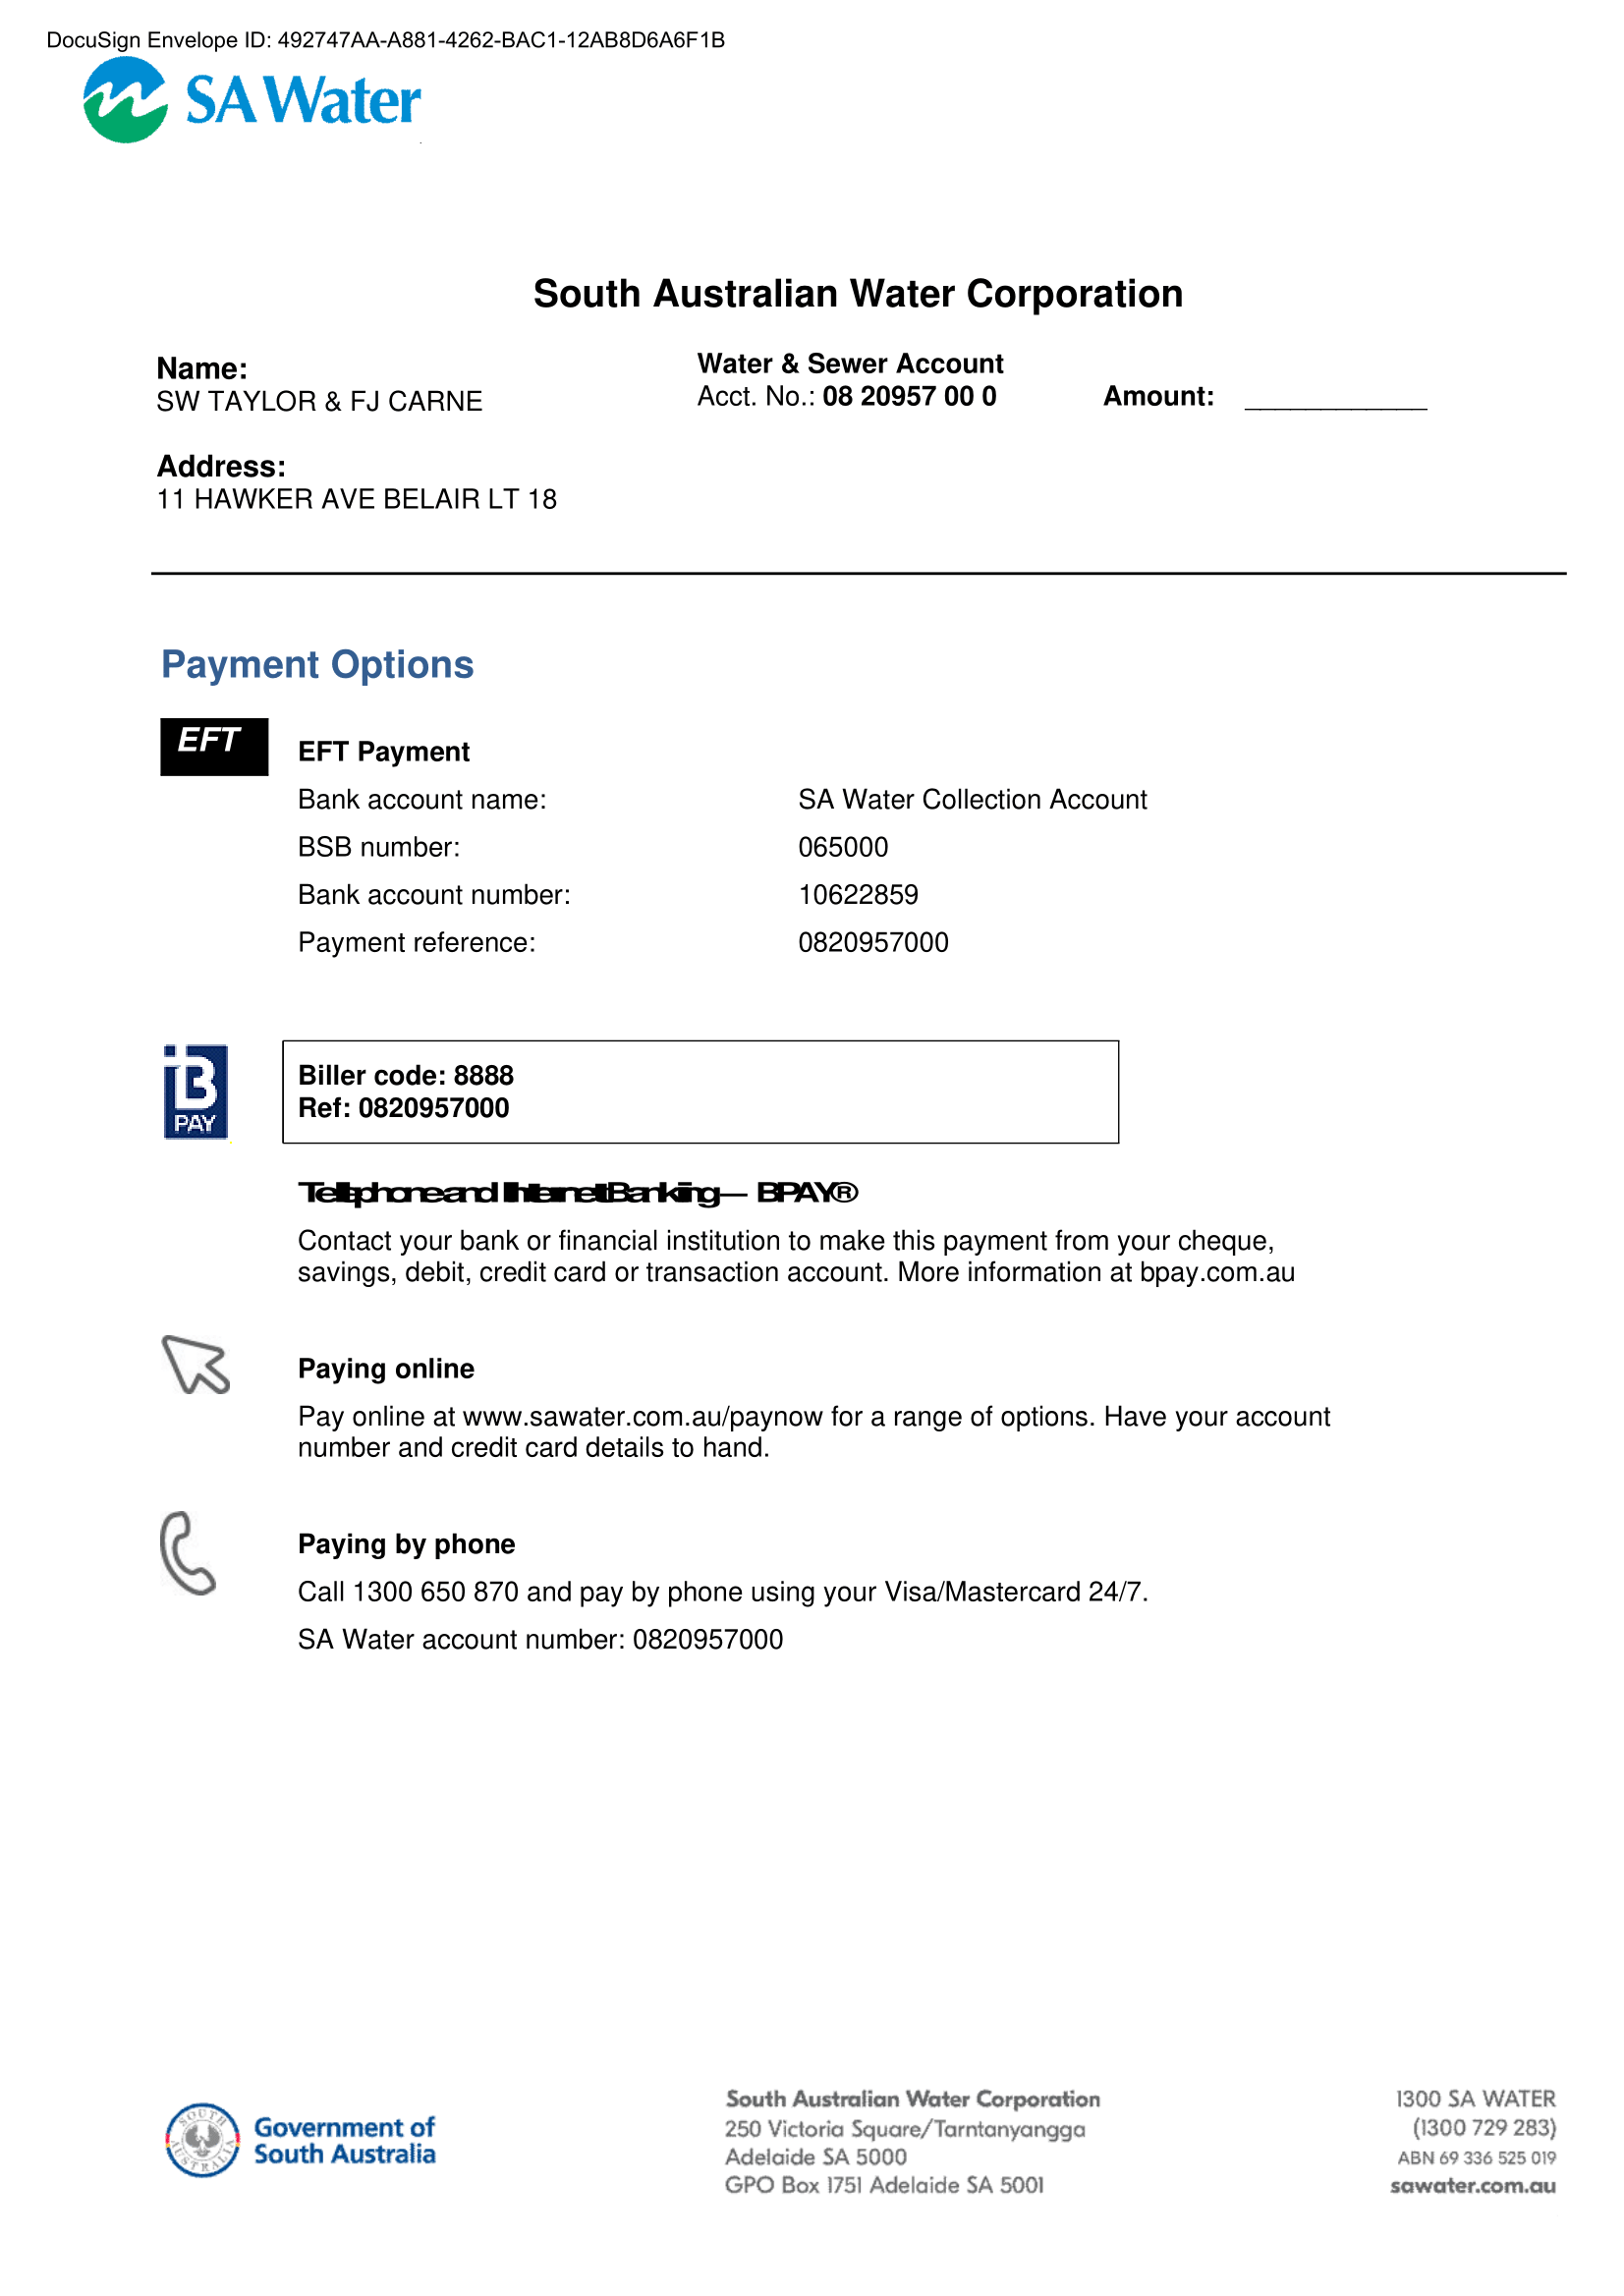 DocuSign Envelope ID: 492747AA-A881-4262-BAC1-12AB8D6A6F1B
SA Water
South Australian Water Corporation
Name:
SW TAYLOR & FJ CARNE
Water & Sewer Account
Acct. No.: 08 20957 00 0
Amount: ____________
Address:
11 HAWKER AVE BELAIR LT 18
Payment Options
EFT
EFT Payment
Bank account name: SA Water Collection Account
BSB number: 065000
Bank account number: 10622859
Payment reference: 0820957000
B PAY
Biller code: 8888
Ref: 0820957000
Telephone and Internet Banking — BPAY®
Contact your bank or financial institution to make this payment from your cheque,
savings, debit, credit card or transaction account. More information at bpay.com.au
Paying online
Pay online at www.sawater.com.au/paynow for a range of options. Have your account
number and credit card details to hand.
Paying by phone
Call 1300 650 870 and pay by phone using your Visa/Mastercard 24/7.
SA Water account number: 0820957000
SOUTH AUSTRALIA
Government of
South Australia
South Australian Water Corporation
250 Victoria Square/Tarntanyangga
Adelaide SA 5000
GPO Box 1751 Adelaide SA 5001
1300 SA WATER
(1300 729 283)
ABN 69 336 525 019
sawater.com.au